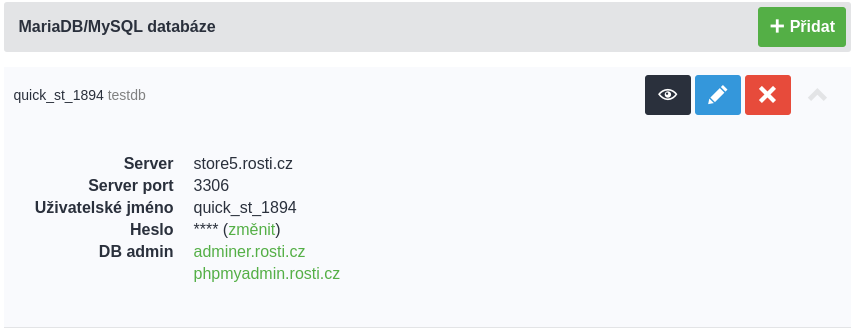 MariaDB/MySQL databáze
Přidat
quick_st_1894 testdb
Server store5.rosti.cz
Server port 3306
Uživatelské jméno quick_st_1894
Heslo **** (změnit)
DB admin adminer.rosti.cz
phpmyadmin.rosti.cz